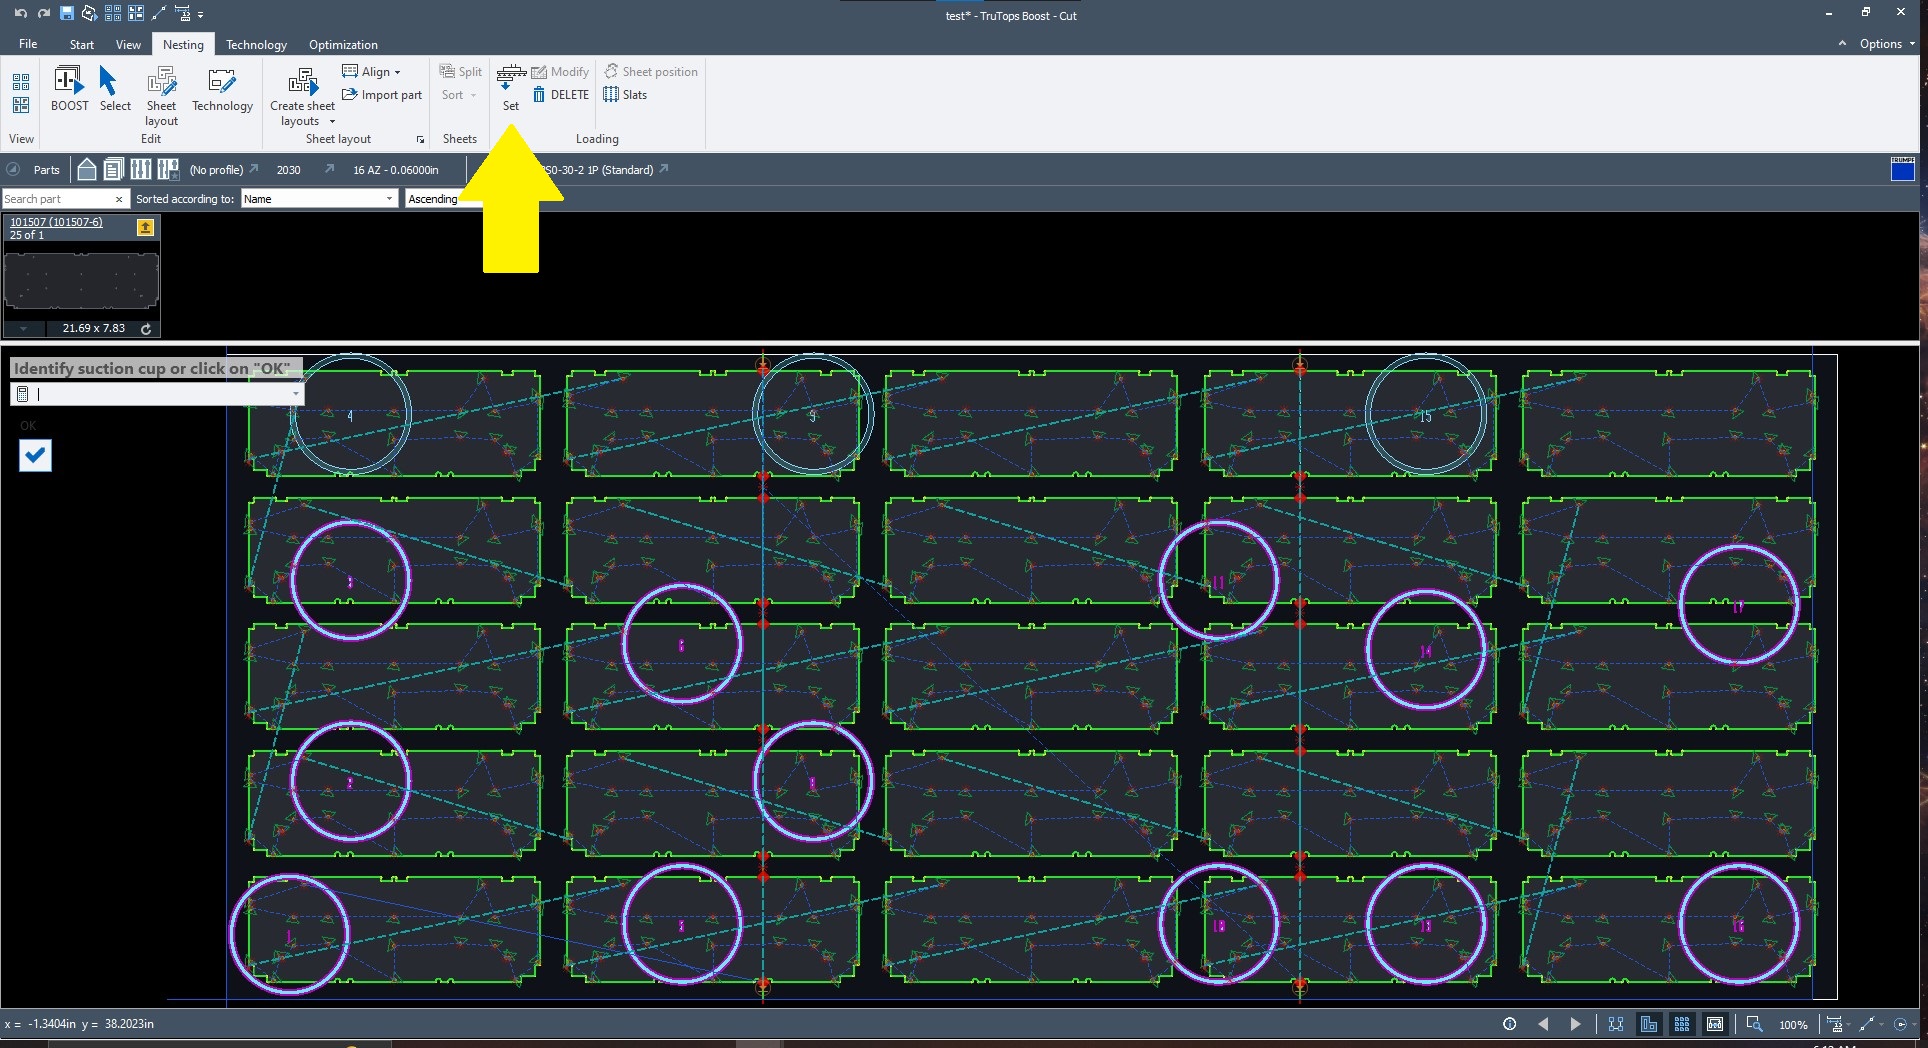 test* - TruTops Boost - Cut
File Start View Nesting Technology Optimization Options
BOOST
Select
Sheet
layout
Technology
Create sheet
layouts
Align
Import part
Split
Sort
Set
Modify
DELETE
Sheet position
Slats
View Edit Sheet layout Sheets Loading
Parts (No profile) 2030 16 AZ - 0.06000in S0-30-2 1P (Standard)
TRUMPF
Search part Sorted according to: Name Ascending
101507 (101507-6)
25 of 1
21.69 x 7.83
Identify suction cup or click on "OK"
OK
4 15
11 17
14
1
16
x = -1.3404in y = 38.2023in
100%